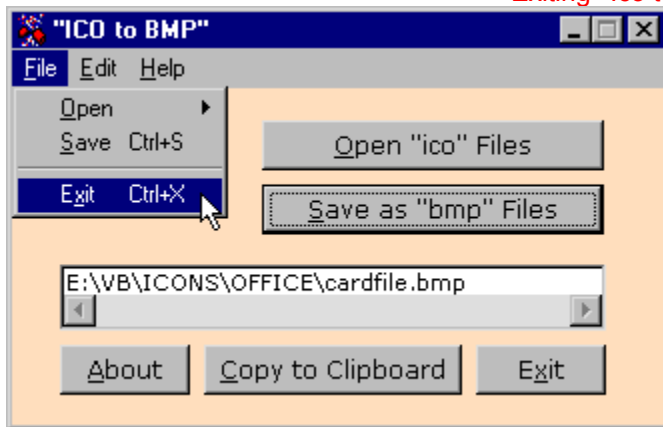 "ICO to BMP"
File Edit Help
Open
Save Ctrl+S
Exit Ctrl+X
Open "ico" Files
Save as "bmp" Files
E:\VB\ICONS\OFFICE\cardfile.bmp
About Copy to Clipboard Exit